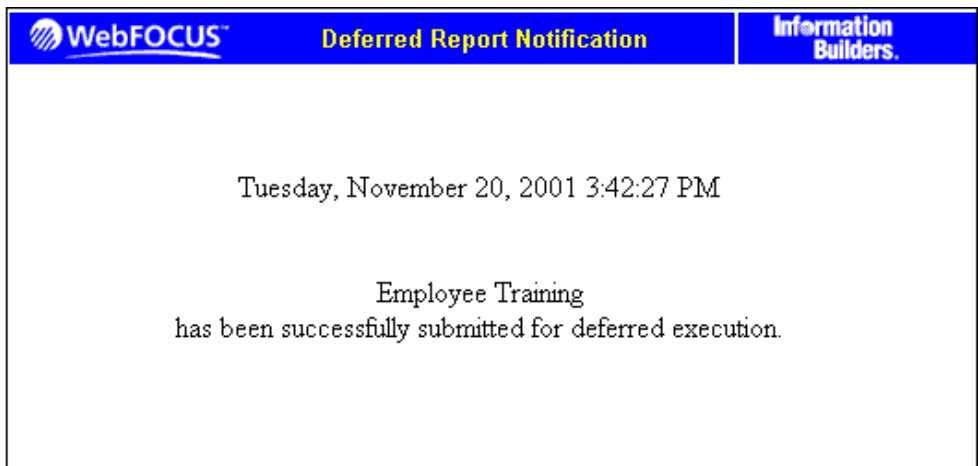 WebFOCUS™
Deferred Report Notification
Information
Builders.
Tuesday, November 20, 2001 3:42:27 PM
Employee Training
has been successfully submitted for deferred execution.